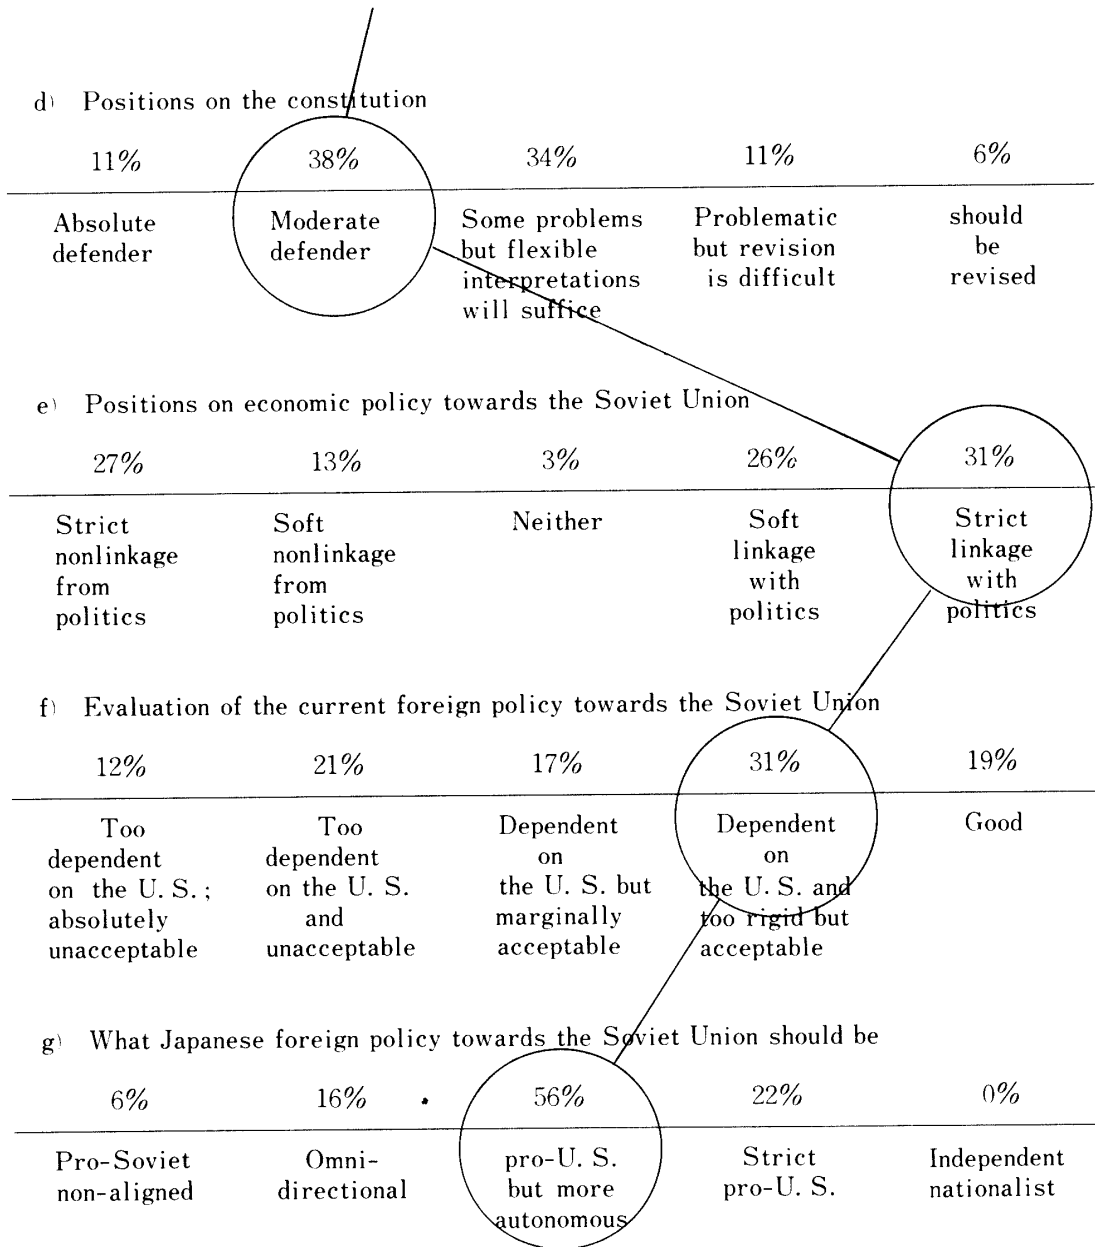 d) Positions on the constitution
11% 38% 34% 11% 6%
Absolute Moderate Some problems Problematic should
defender defender but flexible but revision be
interpretations is difficult revised
will suffice
e) Positions on economic policy towards the Soviet Union
27% 13% 3% 26% 31%
Strict Soft Neither Soft Strict
nonlinkage nonlinkage linkage linkage
from from with with
politics politics politics politics
f) Evaluation of the current foreign policy towards the Soviet Union
12% 21% 17% 31% 19%
Too Too Dependent Dependent Good
dependent dependent on on
on the U. S. ; on the U. S. the U. S. but the U. S. and
absolutely and marginally too rigid but
unacceptable unacceptable acceptable acceptable
g) What Japanese foreign policy towards the Soviet Union should be
6% 16% 56% 22% 0%
Pro-Soviet Omni- pro-U. S. Strict Independent
non-aligned directional but more pro-U. S. nationalist
autonomous